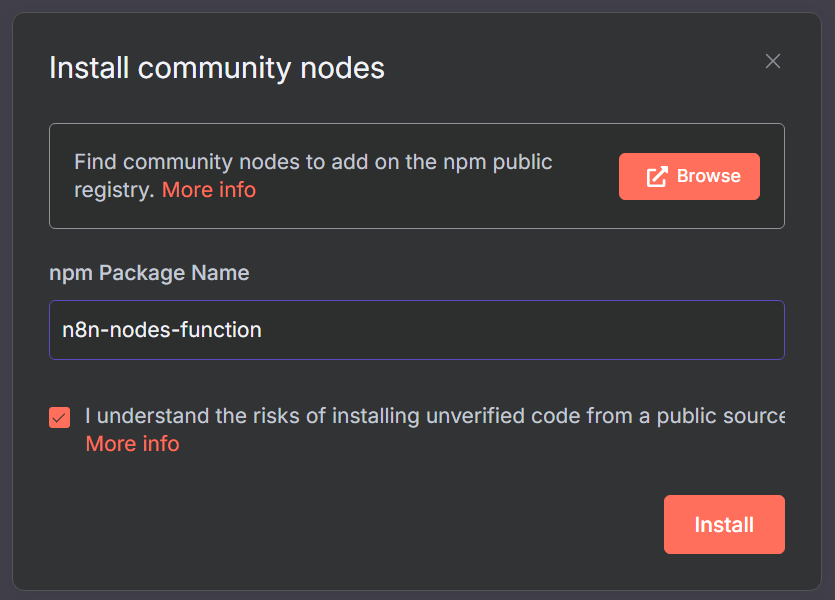 Install community nodes
Find community nodes to add on the npm public
registry. More info
Browse
npm Package Name
n8n-nodes-function
I understand the risks of installing unverified code from a public source
More info
Install